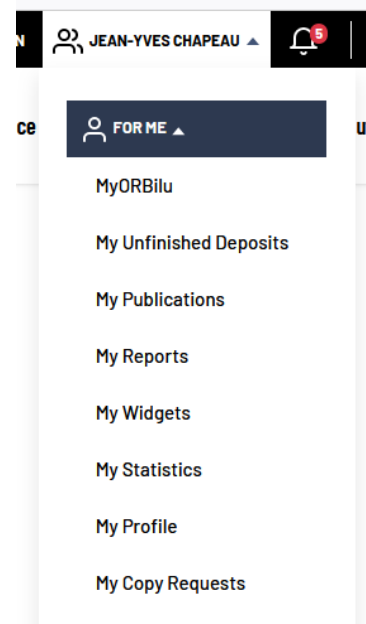 N JEAN-YVES CHAPEAU 5
ce FOR ME u
MyORBilu
My Unfinished Deposits
My Publications
My Reports
My Widgets
My Statistics
My Profile
My Copy Requests